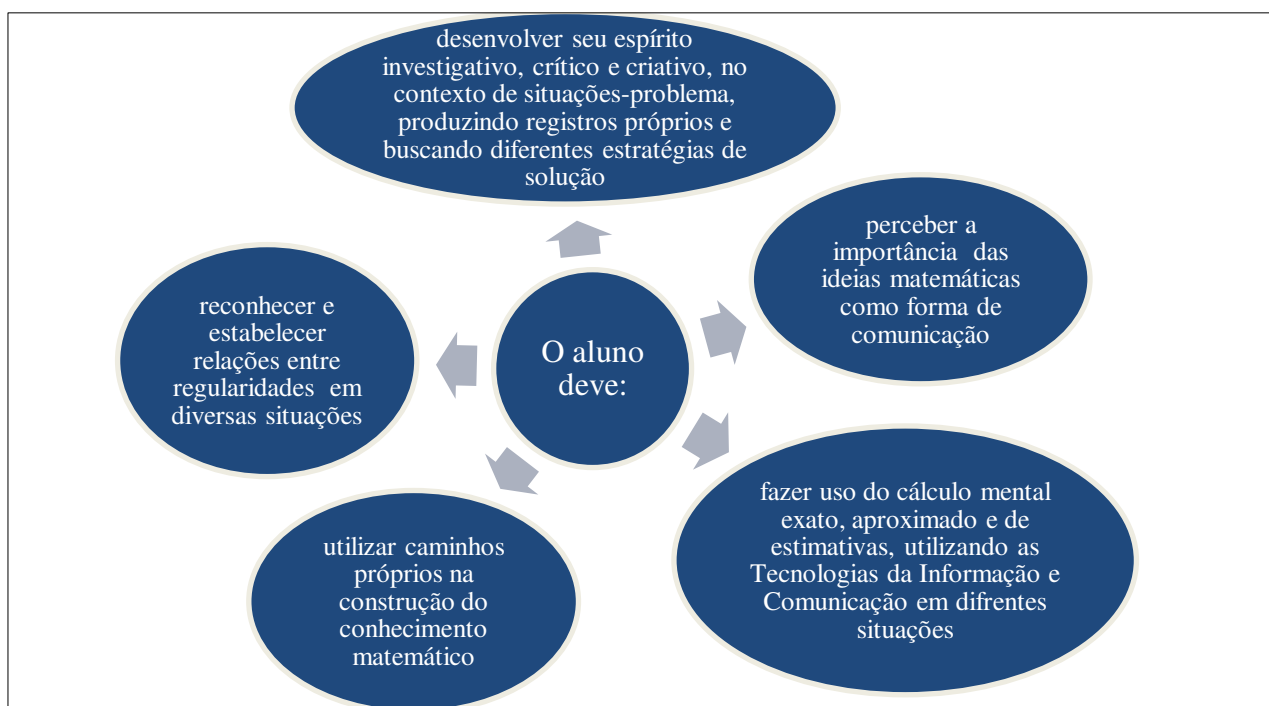 desenvolver seu espírito
investigativo, crítico e criativo, no
contexto de situações-problema,
produzindo registros próprios e
buscando diferentes estratégias de
solução
perceber a
importância das
ideias matemáticas
como forma de
comunicação
reconhecer e
estabelecer
relações entre
regularidades em
diversas situações
O aluno
deve:
fazer uso do cálculo mental
exato, aproximado e de
estimativas, utilizando as
Tecnologias da Informação e
Comunicação em difrentes
situações
utilizar caminhos
próprios na
construção do
conhecimento
matemático